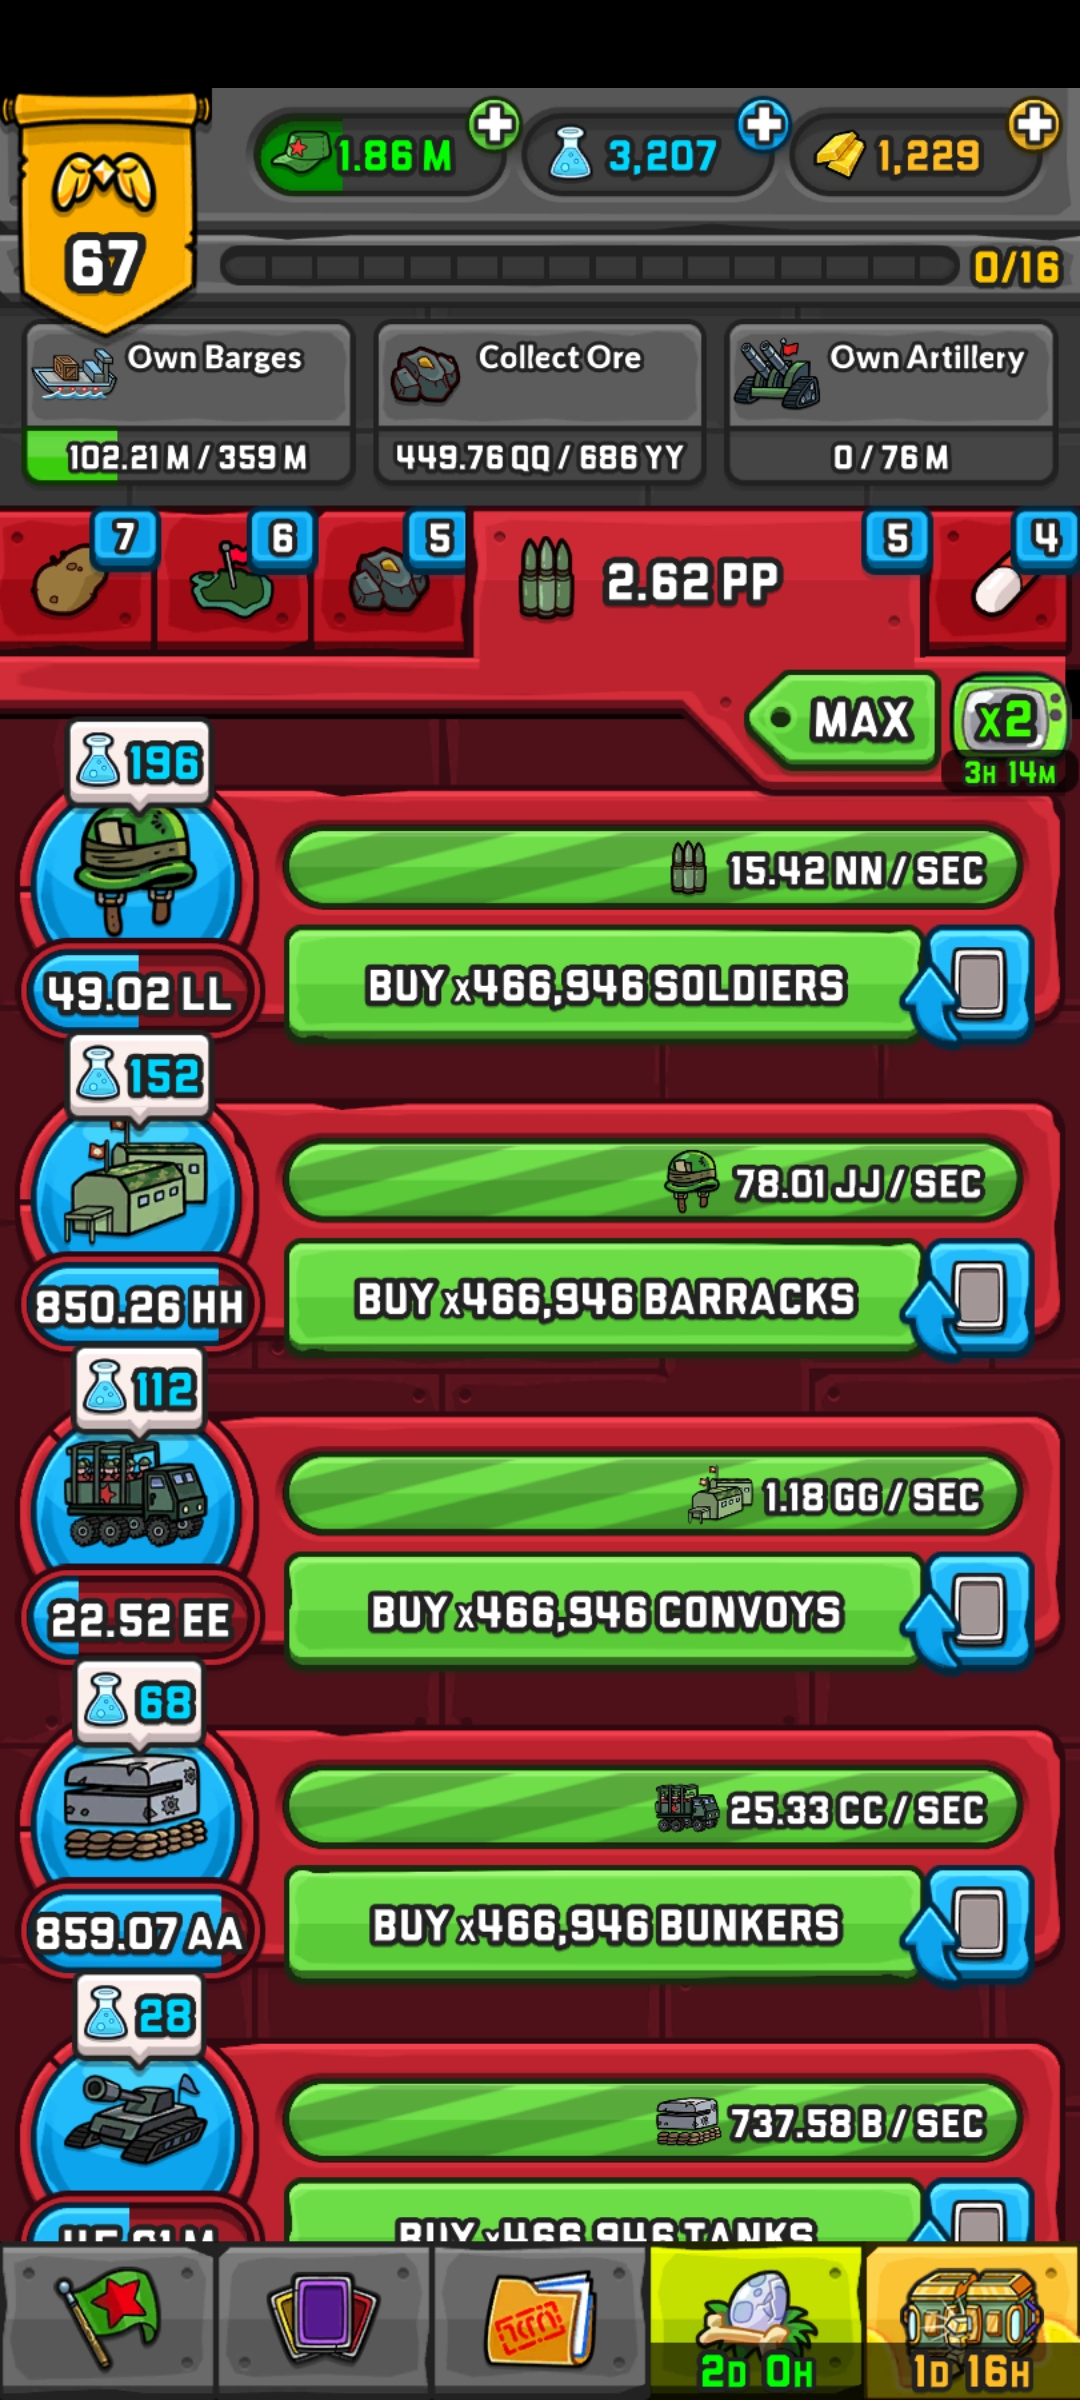 1.86 M
3,207
1,229
67
0/16
Own Barges
102.21 M / 359 M
Collect Ore
449.76 QQ / 686 YY
Own Artillery
0 / 76 M
7
6
5
2.62 PP
5
4
MAX
x2
3H 14M
196
15.42 NN / SEC
49.02 LL
BUY x466,946 SOLDIERS
152
78.01 JJ / SEC
850.26 HH
BUY x466,946 BARRACKS
112
1.18 GG / SEC
22.52 EE
BUY x466,946 CONVOYS
68
25.33 CC / SEC
859.07 AA
BUY x466,946 BUNKERS
28
737.58 B / SEC
BUY x466,946 TANKS
2D 0H
1D 16H